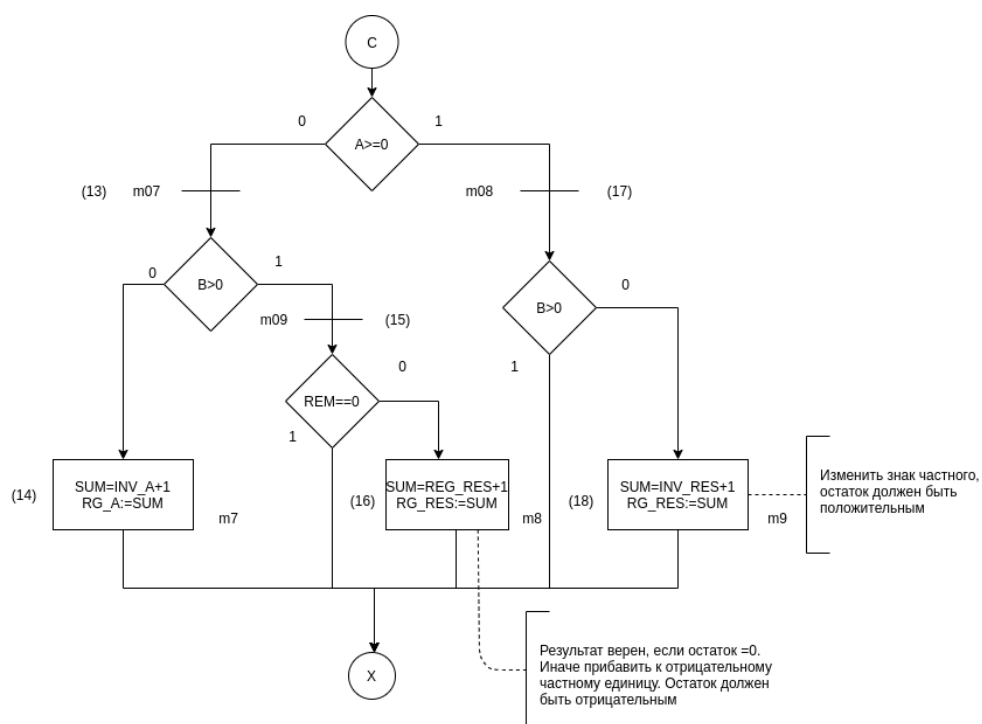 C
A>=0
0
1
(13)
m07
m08
(17)
B>0
0
1
m09
(15)
B>0
0
1
REM==0
0
1
(14)
SUM=INV_A+1
RG_A:=SUM
m7
(16)
SUM=REG_RES+1
RG_RES:=SUM
m8
(18)
SUM=INV_RES+1
RG_RES:=SUM
m9
Изменить знак частного,
остаток должен быть
положительным
X
Результат верен, если остаток =0.
Иначе прибавить к отрицательному
частному единицу. Остаток должен
быть отрицательным